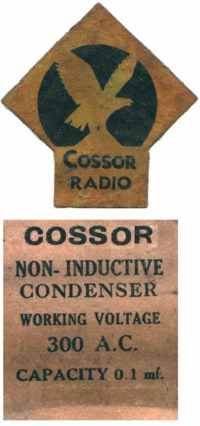 COSSOR
RADIO
COSSOR
NON-INDUCTIVE
CONDENSER
WORKING VOLTAGE
300 A.C.
CAPACITY 0.1 mf.